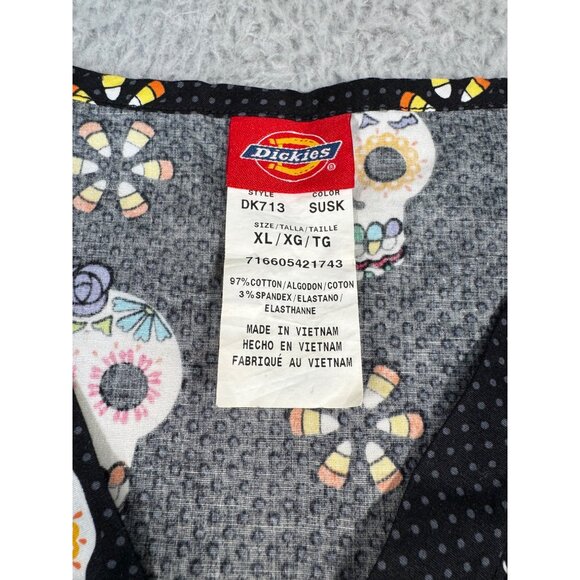 Dickies
®
STYLE COLOR
DK713 SUSK
SIZE/TALLA/TAILLE
XL/XG/TG
716605421743
97% COTTON/ALGODON/COTON
3% SPANDEX/ELASTANO/
ELASTHANNE
MADE IN VIETNAM
HECHO EN VIETNAM
FABRIQUÉ AU VIETNAM